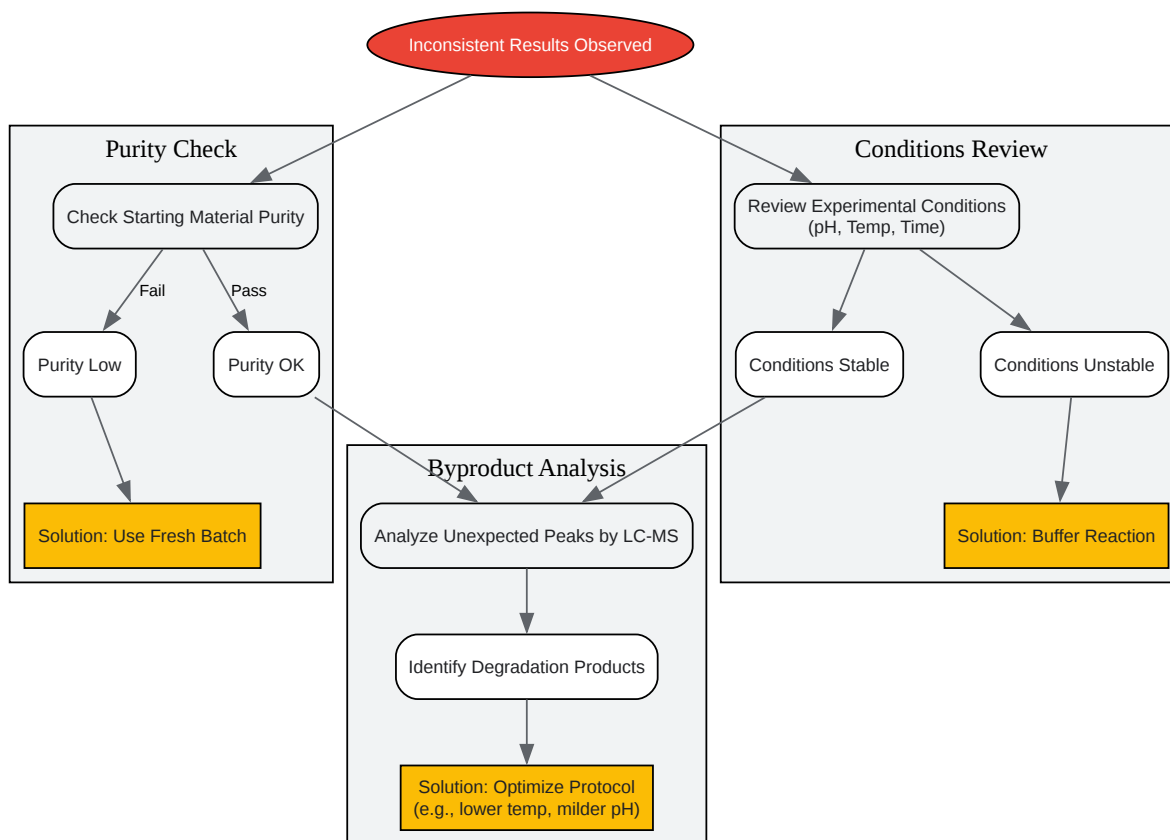 Inconsistent Results Observed
Purity Check
Check Starting Material Purity
Fail
Pass
Purity Low
Purity OK
Solution: Use Fresh Batch
Conditions Review
Review Experimental Conditions
(pH, Temp, Time)
Conditions Stable
Conditions Unstable
Solution: Buffer Reaction
Byproduct Analysis
Analyze Unexpected Peaks by LC-MS
Identify Degradation Products
Solution: Optimize Protocol
(e.g., lower temp, milder pH)